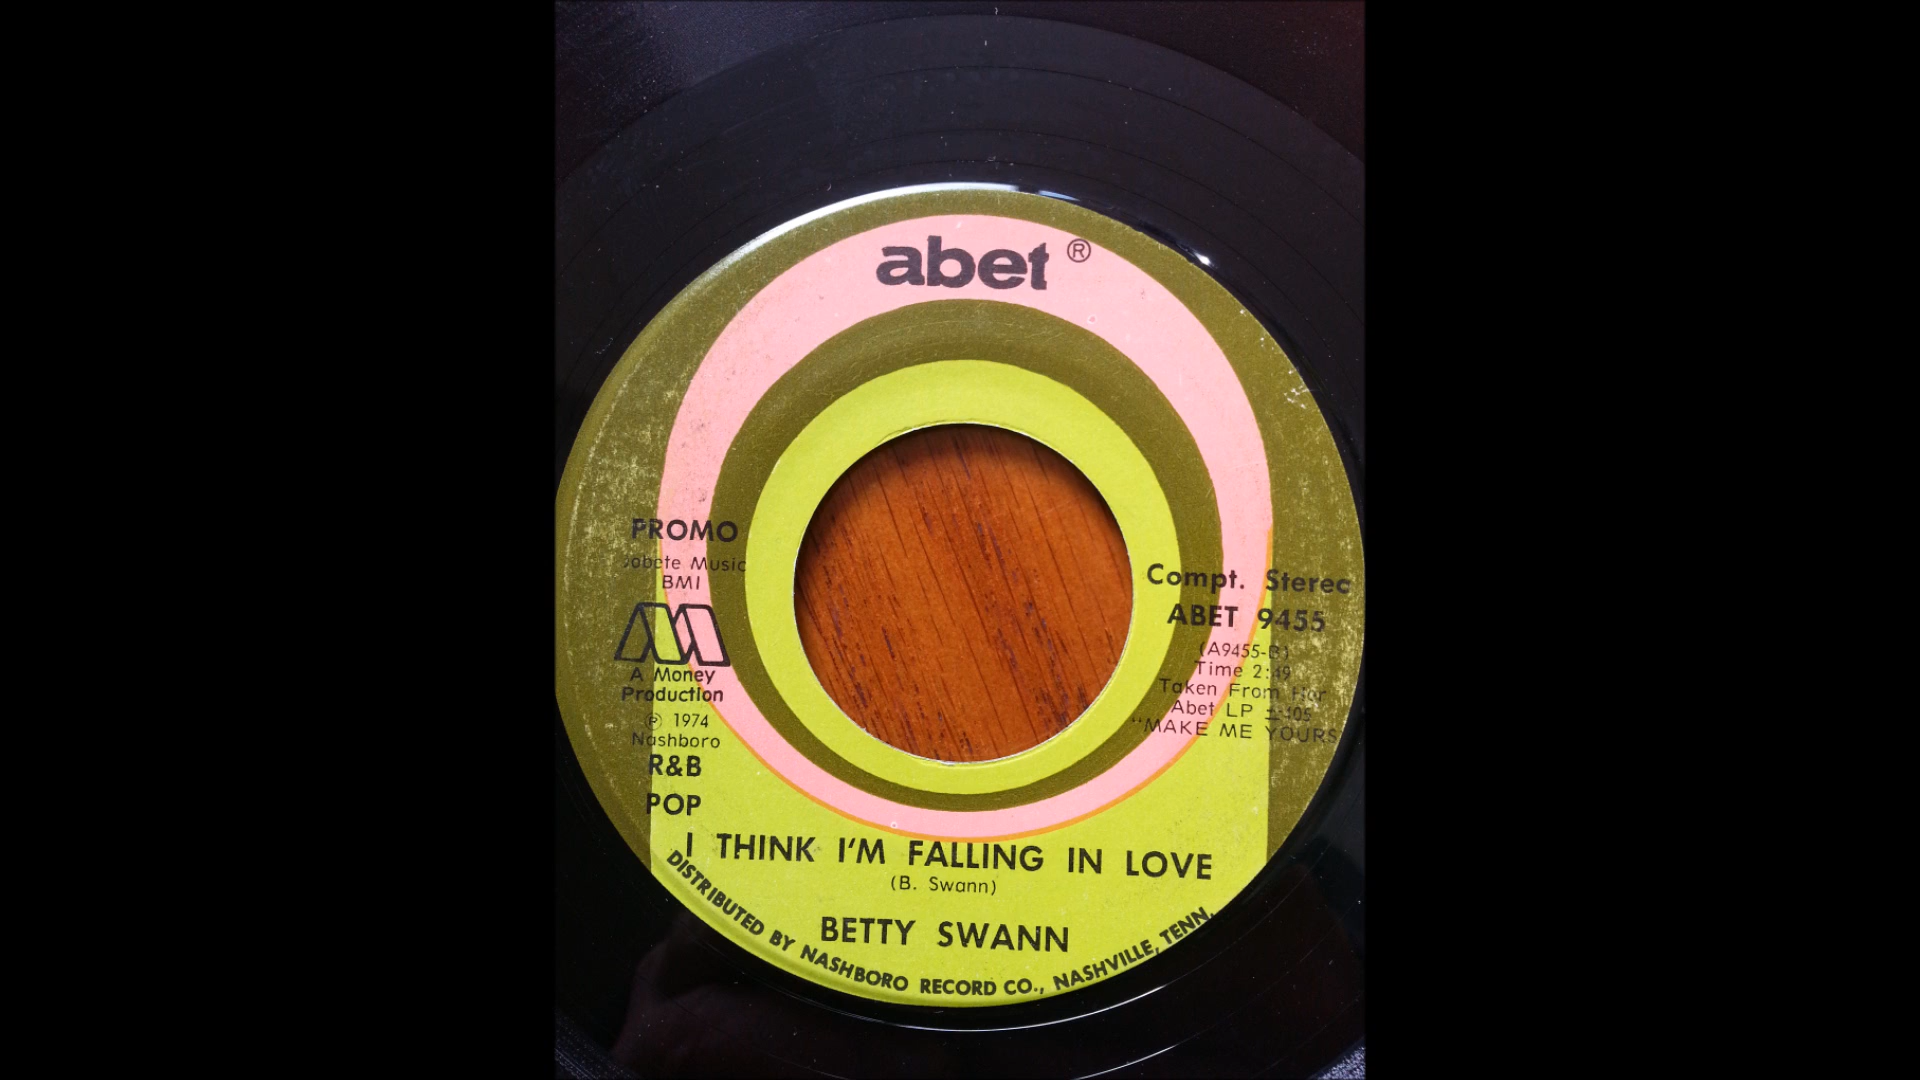 abet ®
PROMO
Jobete Music
BMI
A Money
Production
℗ 1974
Nashboro
R&B
POP
Compt. Stereo
ABET 9455
(A9455-B)
Time 2:49
Taken From Her
Abet LP
"MAKE ME YOURS
I THINK I'M FALLING IN LOVE
(B. Swann)
BETTY SWANN
DISTRIBUTED BY NASHBORO RECORD CO., NASHVILLE, TENN.